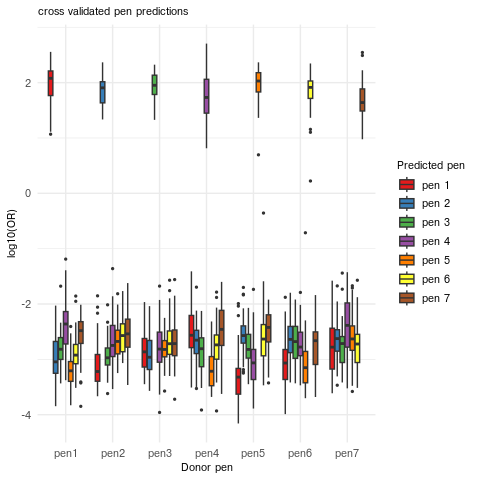 cross validated pen predictions
log10(OR)
2
0
-2
-4
pen1 pen2 pen3 pen4 pen5 pen6 pen7
Donor pen
Predicted pen
pen 1
pen 2
pen 3
pen 4
pen 5
pen 6
pen 7